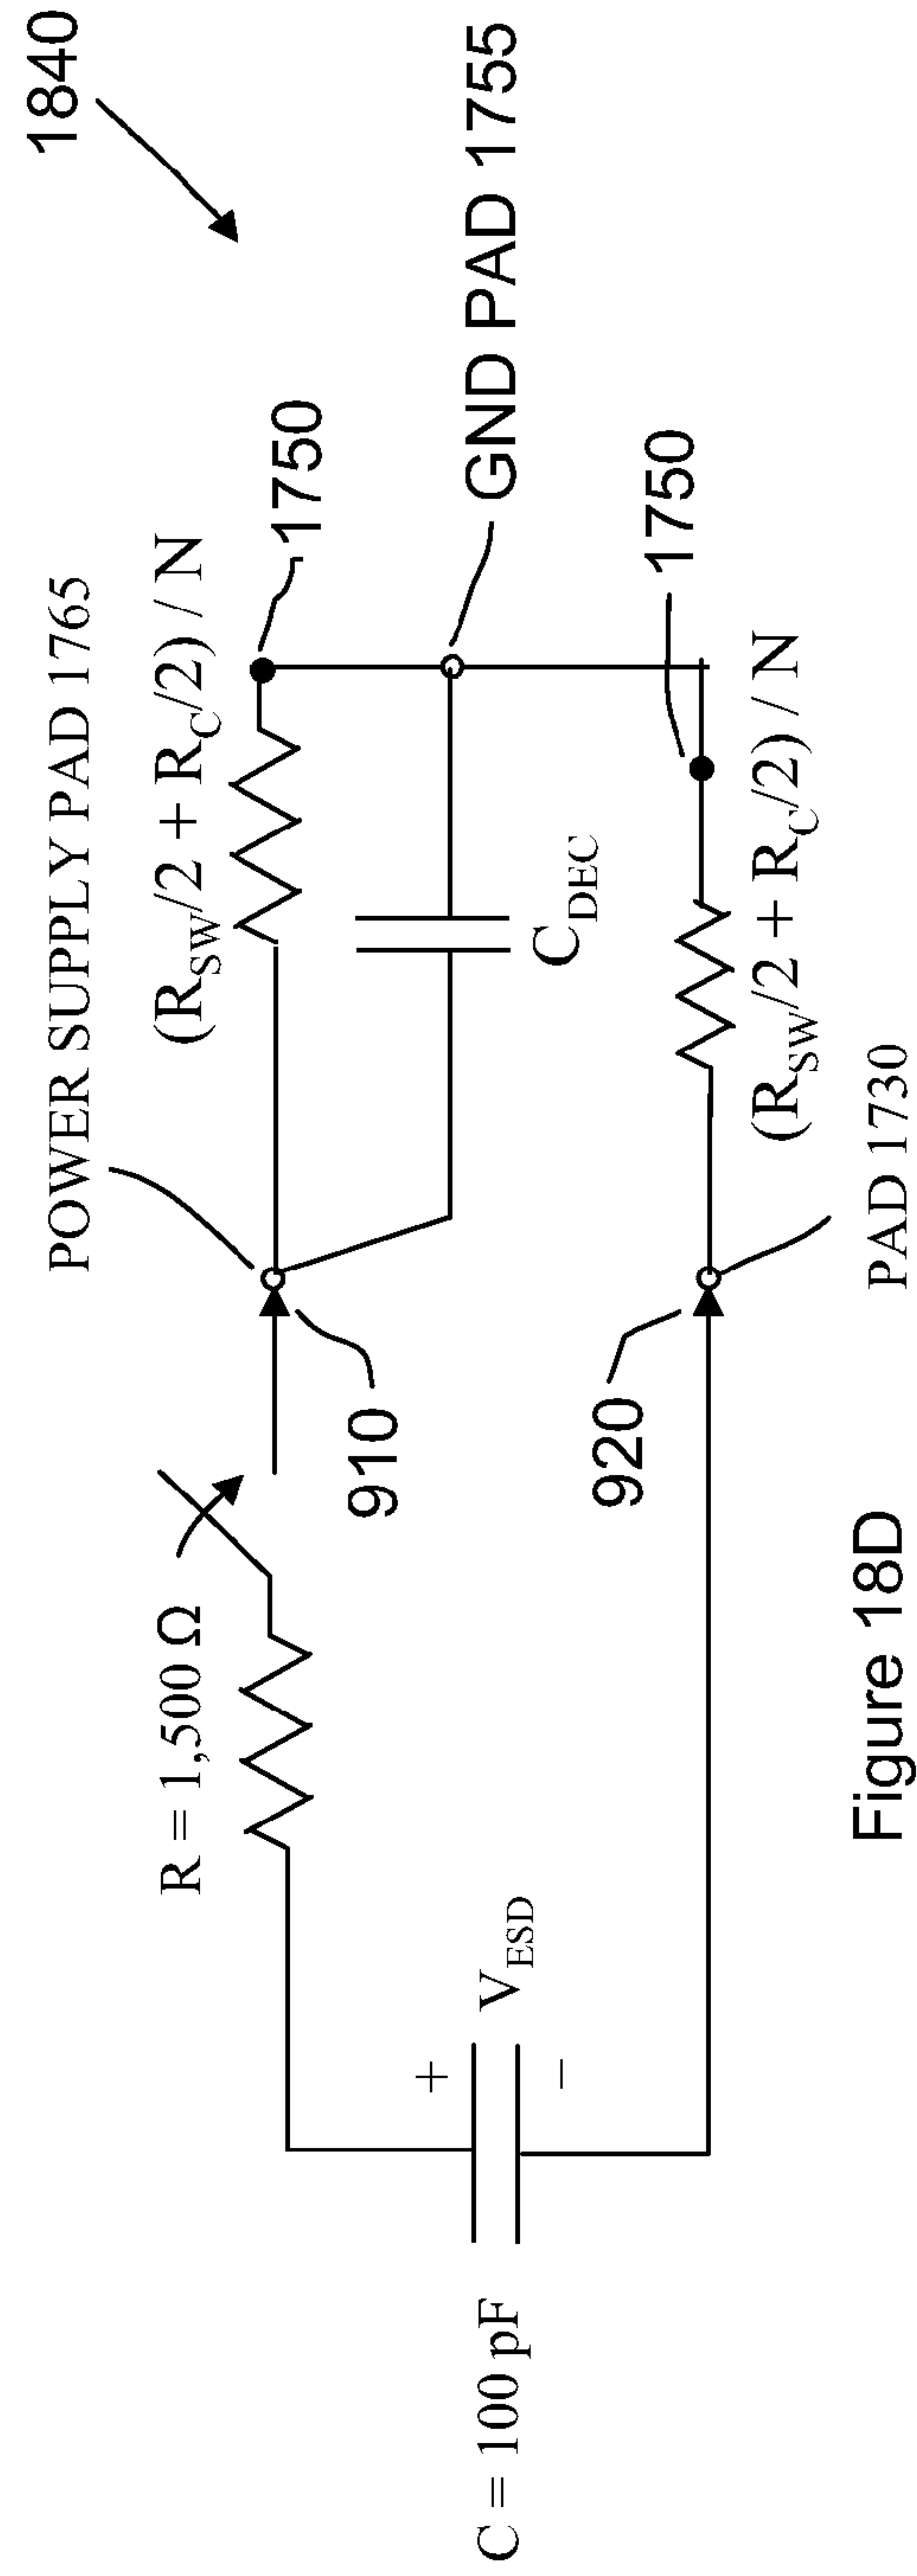 1840
POWER SUPPLY PAD 1765
(R_SW/2 + R_C/2) / N
1750
R = 1,500 Ω
GND PAD 1755
910
C_DEC
C = 100 pF
+
V_ESD
–
1750
920
(R_SW/2 + R_C/2) / N
PAD 1730
Figure 18D